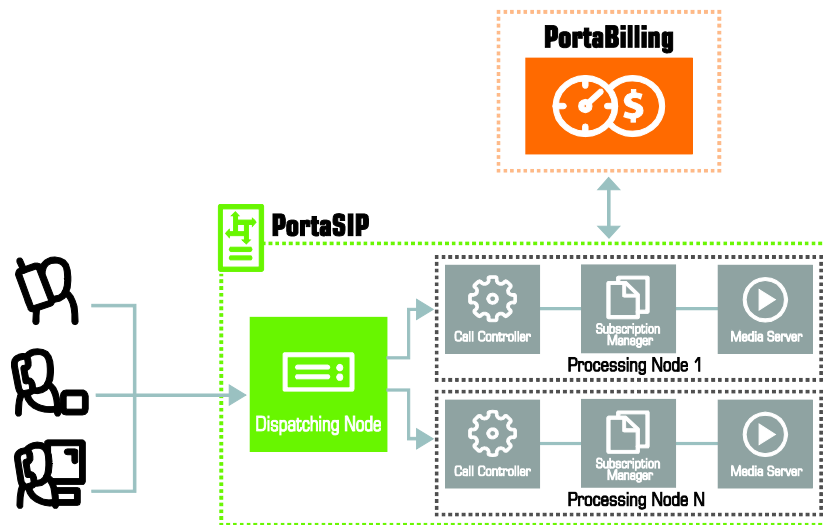 PortaBilling
$
PortaSIP
Call Controller
Subscription
Manager
Media Server
Processing Node 1
Dispatching Node
Call Controller
Subscription
Manager
Media Server
Processing Node N